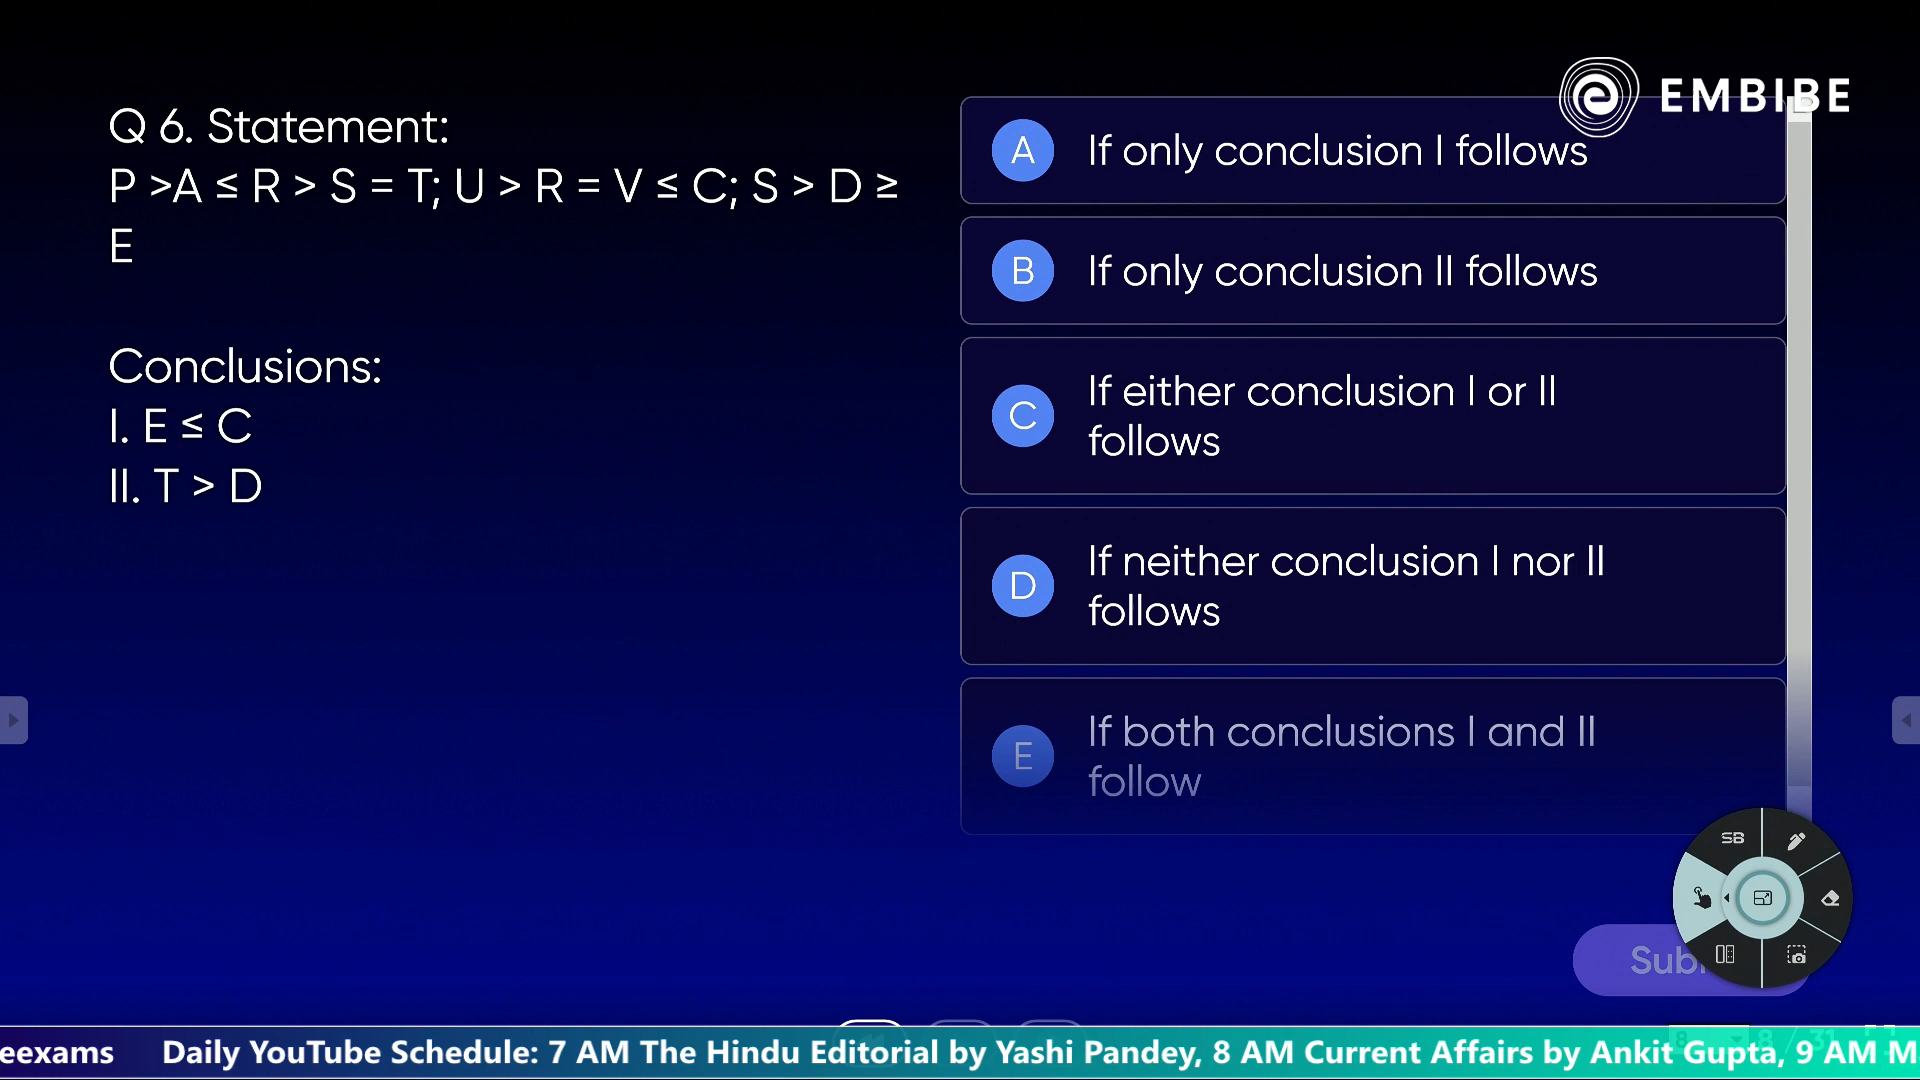 EMBIBE
Q 6. Statement:
P >A ≤ R > S = T; U > R = V ≤ C; S > D ≥
E
Conclusions:
I. E ≤ C
II. T > D
A If only conclusion I follows
B If only conclusion II follows
C If either conclusion I or II
follows
D If neither conclusion I nor II
follows
E If both conclusions I and II
follow
SB
eexams Daily YouTube Schedule: 7 AM The Hindu Editorial by Yashi Pandey, 8 AM Current Affairs by Ankit Gupta, 9 AM M